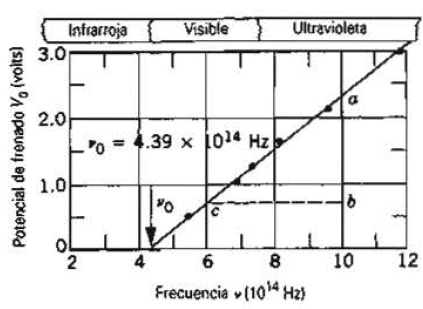 Infrarroja Visible Ultravioleta
Potencial de frenado V0 (volts)
3.0
2.0
1.0
0
ν0 = 4.39 × 10^14 Hz
ν0
a
b
c
2 4 6 8 10 12
Frecuencia ν (10^14 Hz)